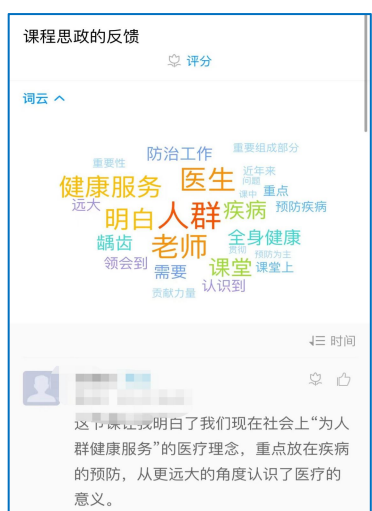 课程思政的反馈
评分
词云
防治工作 重要组成部分
重要性 近年来
健康服务 医生 问题
课中 重点
远大 明白 人群 疾病 预防疾病
龋齿 老师 全身健康
贯彻 预防为主
领会到 需要 课堂 课堂上
贡献力量 认识到
时间
这节课让我明白了我们现在社会上“为人
群健康服务”的医疗理念，重点放在疾病
的预防，从更远大的角度认识了医疗的
意义。